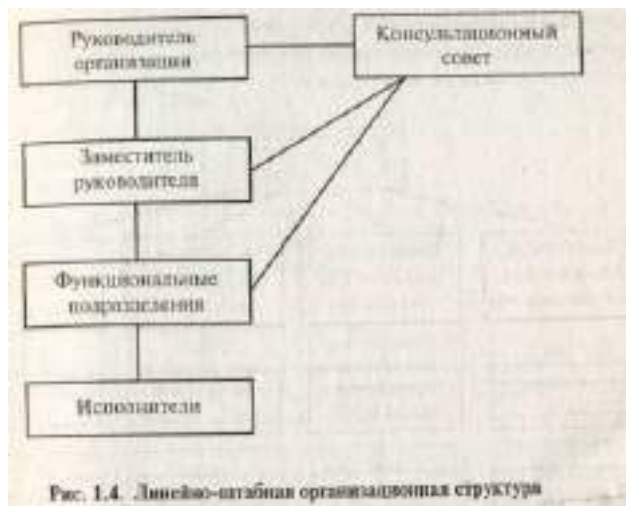 Руководитель
организации
Консультационный
совет
Заместитель
руководителя
Функциональные
подразделения
Исполнители
Рис. 1.4. Линейно-штабная организационная структура